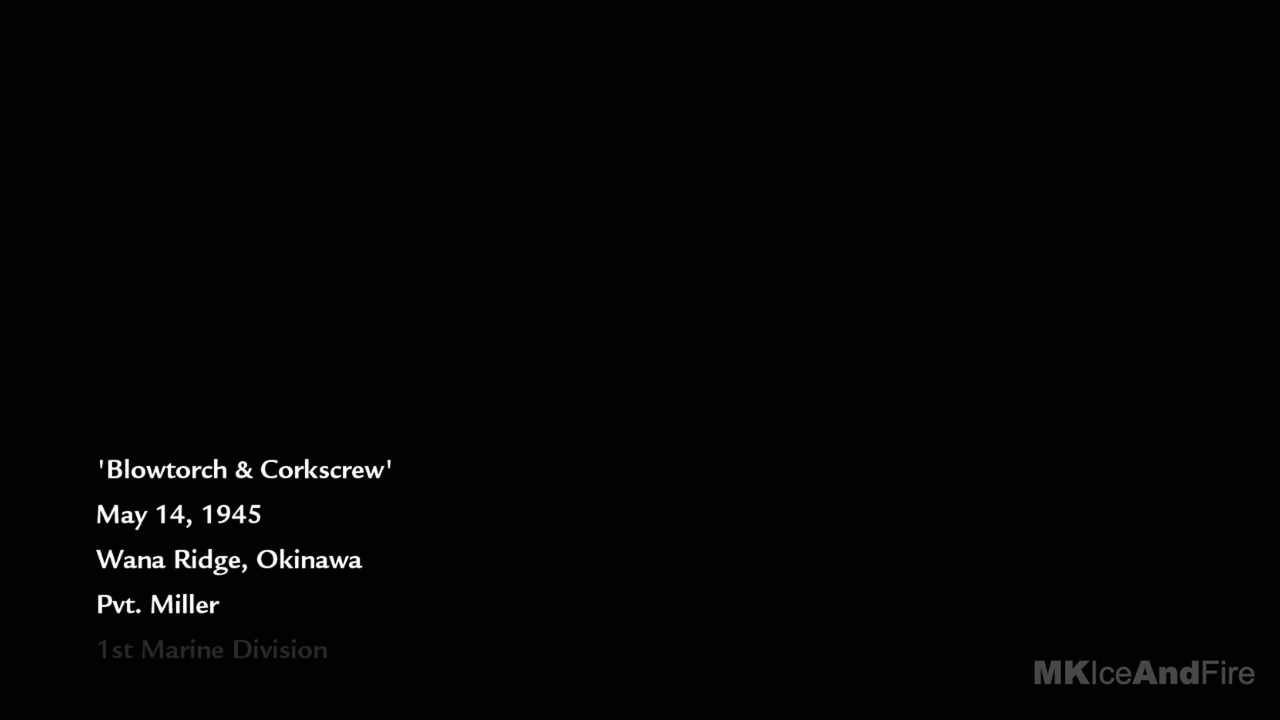 'Blowtorch & Corkscrew'
May 14, 1945
Wana Ridge, Okinawa
Pvt. Miller
1st Marine Division
MKIceAndFire